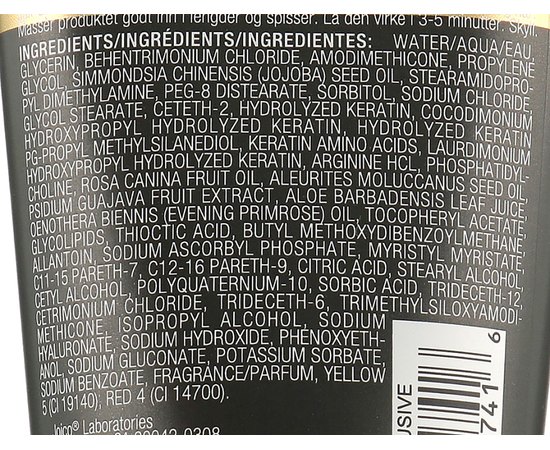 Masser produktet godt inn i lengder og spisser. La den virke i 3-5 minutter. Skyll
INGREDIENTS/INGRÉDIENTS/INGREDIENTES: WATER/AQUA/EAU,
GLYCERIN, BEHENTRIMONIUM CHLORIDE, AMODIMETHICONE, PROPYLENE
GLYCOL, SIMMONDSIA CHINENSIS (JOJOBA) SEED OIL, STEARAMIDOPRO-
PYL DIMETHYLAMINE, PEG-8 DISTEARATE, SORBITOL, SODIUM CHLORIDE,
GLYCOL STEARATE, CETETH-2, HYDROLYZED KERATIN, COCODIMONIUM
HYDROXYPROPYL HYDROLYZED KERATIN, HYDROLYZED KERATIN
PG-PROPYL METHYLSILANEDIOL, KERATIN AMINO ACIDS, LAURDIMONIUM
HYDROXYPROPYL HYDROLYZED KERATIN, ARGININE HCL, PHOSPHATIDYL-
CHOLINE, ROSA CANINA FRUIT OIL, ALEURITES MOLUCCANUS SEED OIL,
PSIDIUM GUAJAVA FRUIT EXTRACT, ALOE BARBADENSIS LEAF JUICE,
OENOTHERA BIENNIS (EVENING PRIMROSE) OIL, TOCOPHERYL ACETATE,
GLYCOLIPIDS, THIOCTIC ACID, BUTYL METHOXYDIBENZOYLMETHANE,
ALLANTOIN, SODIUM ASCORBYL PHOSPHATE, MYRISTYL MYRISTATE,
C11-15 PARETH-7, C12-16 PARETH-9, CITRIC ACID, STEARYL ALCOHOL,
CETYL ALCOHOL, POLYQUATERNIUM-10, SORBIC ACID, TRIDECETH-12,
CETRIMONIUM CHLORIDE, TRIDECETH-6, TRIMETHYLSILOXYAMODI-
METHICONE, ISOPROPYL ALCOHOL, SODIUM
HYALURONATE, SODIUM HYDROXIDE, PHENOXYETH-
ANOL, SODIUM GLUCONATE, POTASSIUM SORBATE,
SODIUM BENZOATE, FRAGRANCE/PARFUM, YELLOW
5 (CI 19140); RED 4 (CI 14700).
Joico® Laboratories
USIVE
741
6